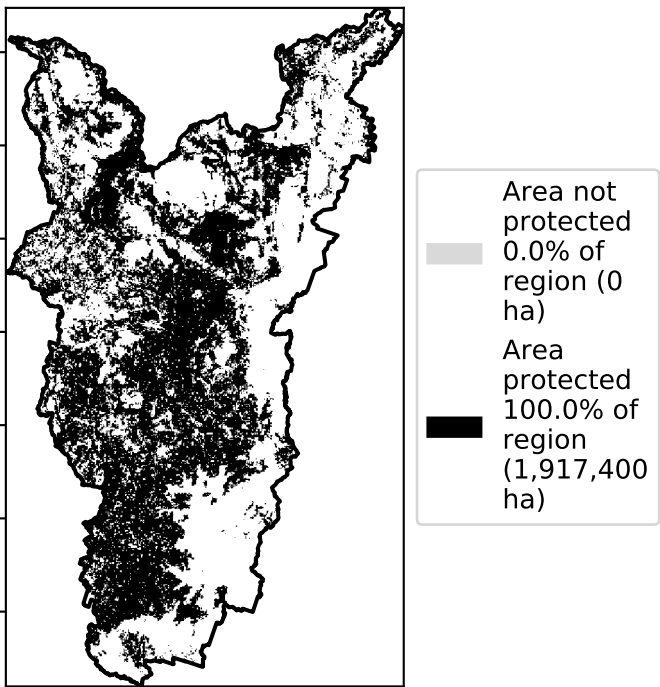 Area not
protected
0.0% of
region (0
ha)
Area
protected
100.0% of
region
(1,917,400
ha)